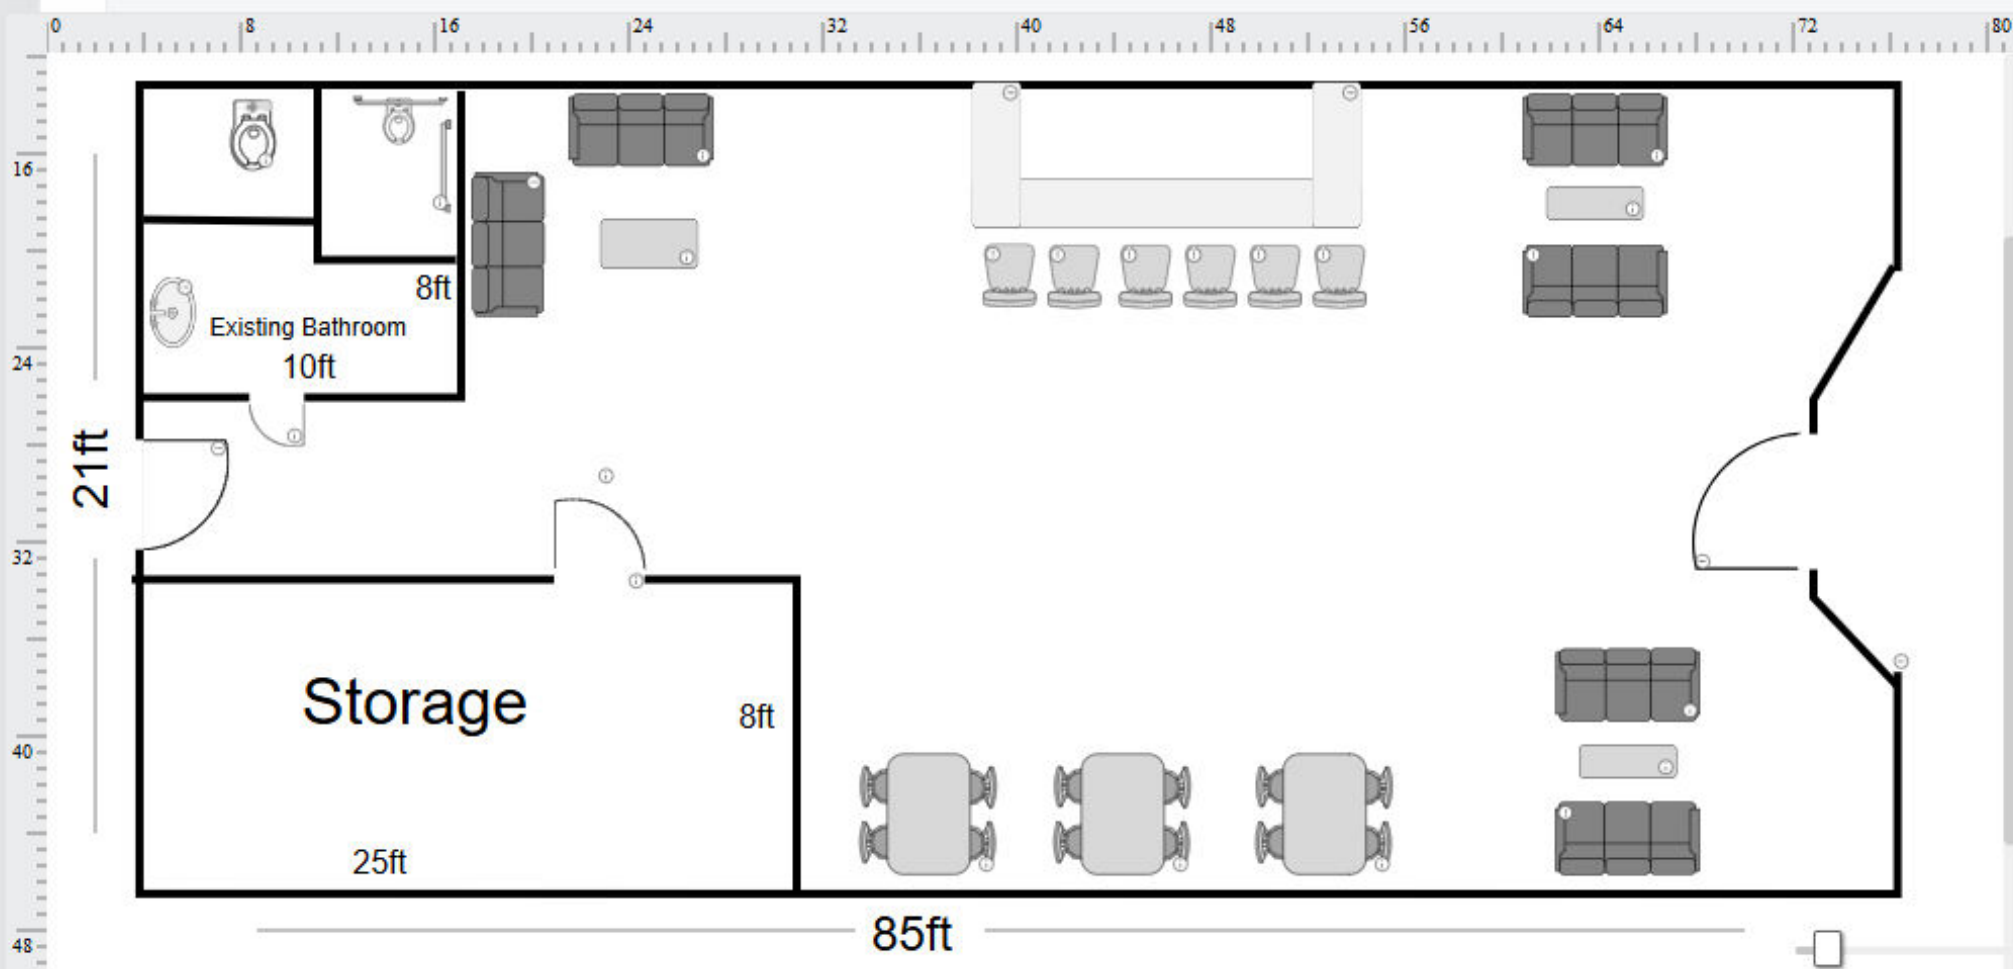 0 8 16 24 32 40 48 56 64 72 80
16
24
32
40
48
8ft
Existing Bathroom
10ft
21ft
Storage
8ft
25ft
85ft